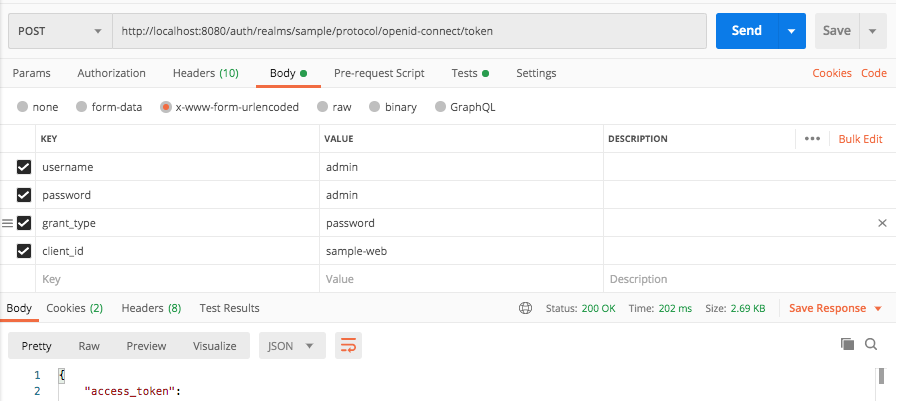 POST http://localhost:8080/auth/realms/sample/protocol/openid-connect/token Send Save
Params Authorization Headers (10) Body Pre-request Script Tests Settings Cookies Code
none form-data x-www-form-urlencoded raw binary GraphQL
KEY VALUE DESCRIPTION ••• Bulk Edit
username admin
password admin
grant_type password
client_id sample-web
Key Value Description
Body Cookies (2) Headers (8) Test Results Status: 200 OK Time: 202 ms Size: 2.69 KB Save Response
Pretty Raw Preview Visualize JSON
1 {
2 "access_token":